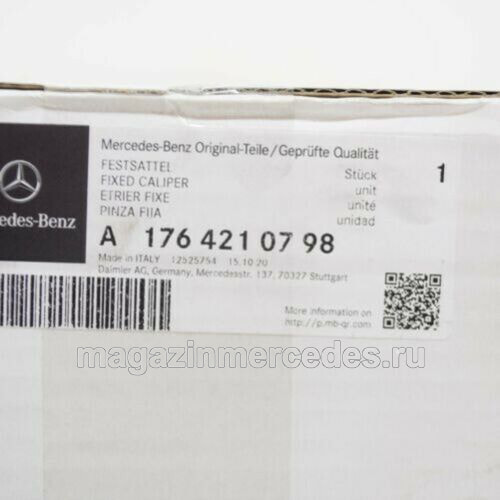 Mercedes-Benz Original-Teile/Geprüfte Qualität
FESTSATTEL
FIXED CALIPER
ETRIER FIXE
PINZA FIIA
Stück
unit
unité
unidad
1
edes-Benz
A 176 421 07 98
Made in ITALY 12525754 15.10.20
Daimler AG, Germany, Mercedesstr. 137, 70327 Stuttgart
More information on
http://p.mb-qr.com/
magazinmercedes.ru